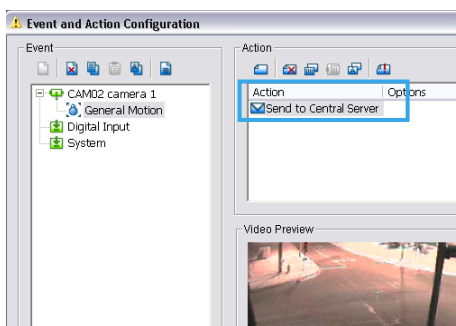 Event and Action Configuration
Event
Action
Action Options
Send to Central Server
CAM02 camera 1
General Motion
Digital Input
System
Video Preview